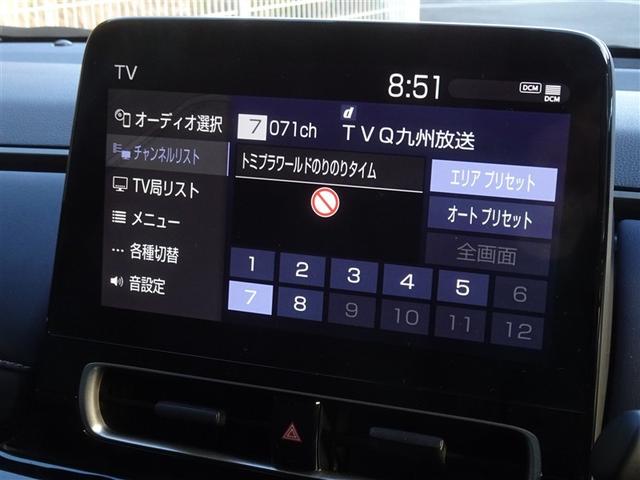 TV
8:51
DCM
DCM
オーディオ選択
チャンネルリスト
TV局リスト
メニュー
各種切替
音設定
d
7 071ch TVQ九州放送
トミプラワールドのりのりタイム
エリア プリセット
オート プリセット
全画面
1 2 3 4 5 6
7 8 9 10 11 12